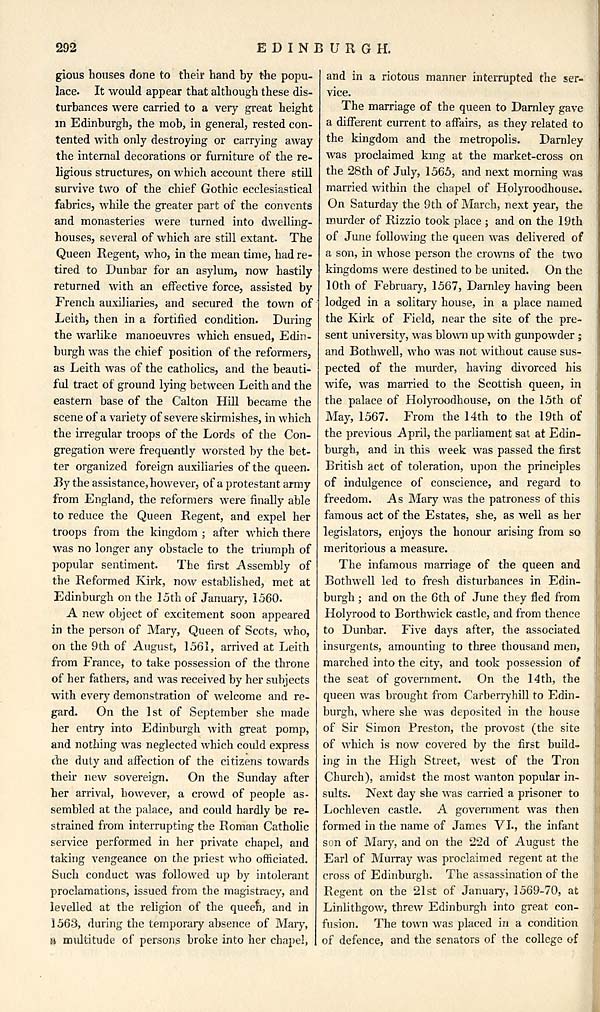 292
EDINBURGH.
gious houses done to their hand by the popu-
lace. It would appear that although these dis-
turbances were carried to a very great height
in Edinburgh, the mob, in general, rested con-
tented with only destroying or carrying away
the internal decorations or furniture of the re-
ligious structures, on which account there still
survive two of the chief Gothic ecclesiastical
fabrics, while the greater part of the convents
and monasteries were turned into dwelling-
houses, several of which are still extant. The
Queen Regent, who, in the mean time, had re-
tired to Dunbar for an asylum, now hastily
returned with an effective force, assisted by
French auxiliaries, and secured the town of
Leith, then in a fortified condition. During
the warlike manoeuvres which ensued, Edin-
burgh was the chief position of the reformers,
as Leith was of the catholics, and the beauti-
ful tract of ground lying between Leith and the
eastern base of the Calton Hill became the
scene of a variety of severe skirmishes, in which
the irregular troops of the Lords of the Con-
gregation were frequently worsted by the bet-
ter organized foreign auxiliaries of the queen.
By the assistance, however, of a protestant army
from England, the reformers were finally able
to reduce the Queen Regent, and expel her
troops from the kingdom ; after which there
was no longer any obstacle to the triumph of
popular sentiment. The first Assembly of
the Reformed Kirk, now established, met at
Edinburgh on the 15th of January, 1560.
A new object of excitement soon appeared
in the person of Mary, Queen of Scots, who,
on the 9th of August, 1561, arrived at Leith
from France, to take possession of the throne
of her fathers, and was received by her subjects
with every demonstration of welcome and re-
gard. On the 1st of September she made
her entry into Edinburgh with great pomp,
and nothing was neglected which could express
the duty and affection of the citizens towards
their new sovereign. On the Sunday after
her arrival, however, a crowd of people as-
sembled at the palace, and could hardly be re-
strained from interrupting the Roman Catholic
service performed in her private chapel, and
taking vengeance on the priest who officiated.
Such conduct was followed up by intolerant
proclamations, issued from the magistracy, and
levelled at the religion of the queen, and in
1563, during the temporary absence of Mary,
a multitude of persons broke into her chapel,
and in a riotous manner interrupted the ser-
vice.
The marriage of the queen to Darnley gave
a different current to affairs, as they related to
the kingdom and the metropolis. Darnley
was proclaimed king at the market-cross on
the 28th of July, 1565, and next morning was
married within the chapel of Holyroodhouse.
On Saturday the 9th of March, next year, the
murder of Rizzio took place ; and on the 19th
of June following the queen was delivered of
a son, in whose person the crowns of the two
kingdoms were destined to be united. On the
10th of February, 1567, Darnley having been
lodged in a solitary house, in a place named
the Kirk of Field, near the site of the pre-
sent university, was blown up with gunpowder ;
and Bothwell, who was not without cause sus-
pected of the murder, having divorced his
wife, was married to the Scottish queen, in
the palace of Holyroodhouse, on the 15th of
May, 1567. From the 14th to the 19th of
the previous April, the parliament sat at Edin-
burgh, and in this week was passed the first
British act of toleration, upon the principles
of indulgence of conscience, and regard to
freedom. As Mary was the patroness of this
famous act of the Estates, she, as well as her
legislators, enjoys the honour arising from so
meritorious a measure.
The infamous marriage of the queen and
Bothwell led to fresh disturbances in Edin-
burgh ; and on the 6th of June they fled from
Holyrood to Borthwick castle, and from thence
to Dunbar. Five days after, the associated
insurgents, amounting to three thousand men,
marched into the city, and took possession of
the seat of government. On the 14th, the
queen was brought from Carberryhill to Edin-
burgh, where she was deposited in the house
of Sir Simon Preston, the provost (the site
of which is now covered by the first build-
ing in the High Street, west of the Tron
Church), amidst the most wanton popular in-
sults. Next day she was carried a prisoner to
Lochleven castle. A government was then
formed in the name of James VI., the infant
son of Mary, and on the 22d of August the
Earl of Murray was proclaimed regent at the
cross of Edinburgh. The assassination of the
Regent on the 21st of January, 1569-70, at
Linlithgow, threw Edinburgh into great con-
fusion. The town was placed in a condition
of defence, and the senators of the college of